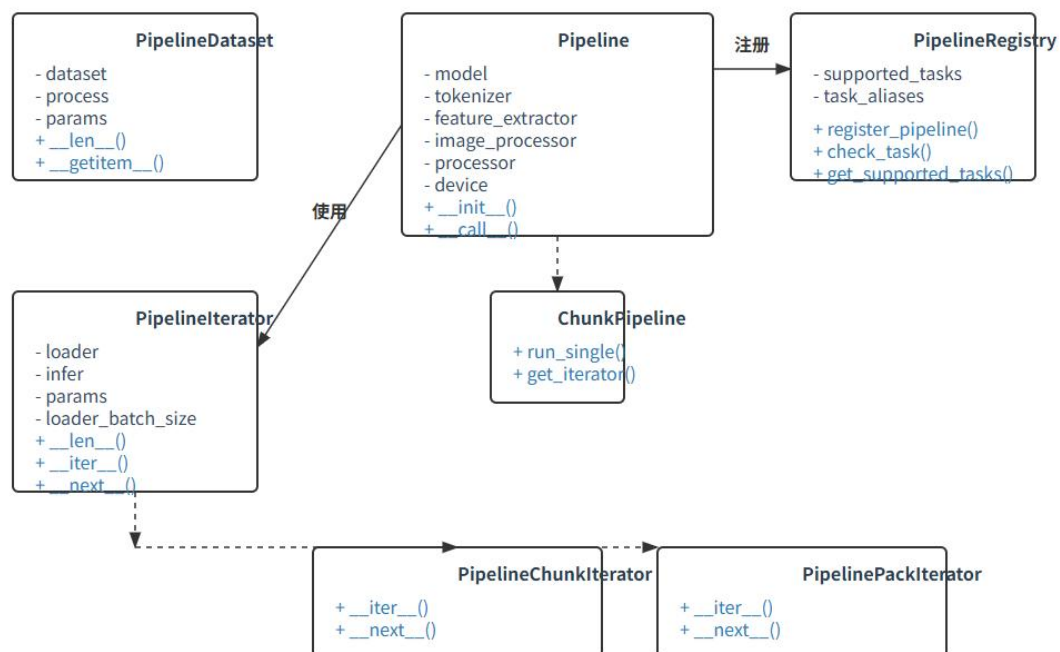 PipelineDataset
- dataset
- process
- params
+ __len__()
+ __getitem__()
Pipeline
- model
- tokenizer
- feature_extractor
- image_processor
- processor
- device
+ __init__()
+ __call__()
注册
PipelineRegistry
- supported_tasks
- task_aliases
+ register_pipeline()
+ check_task()
+ get_supported_tasks()
使用
PipelineIterator
- loader
- infer
- params
- loader_batch_size
+ __len__()
+ __iter__()
+ __next__()
ChunkPipeline
+ run_single()
+ get_iterator()
PipelineChunkIterator
+ __iter__()
+ __next__()
PipelinePackIterator
+ __iter__()
+ __next__()